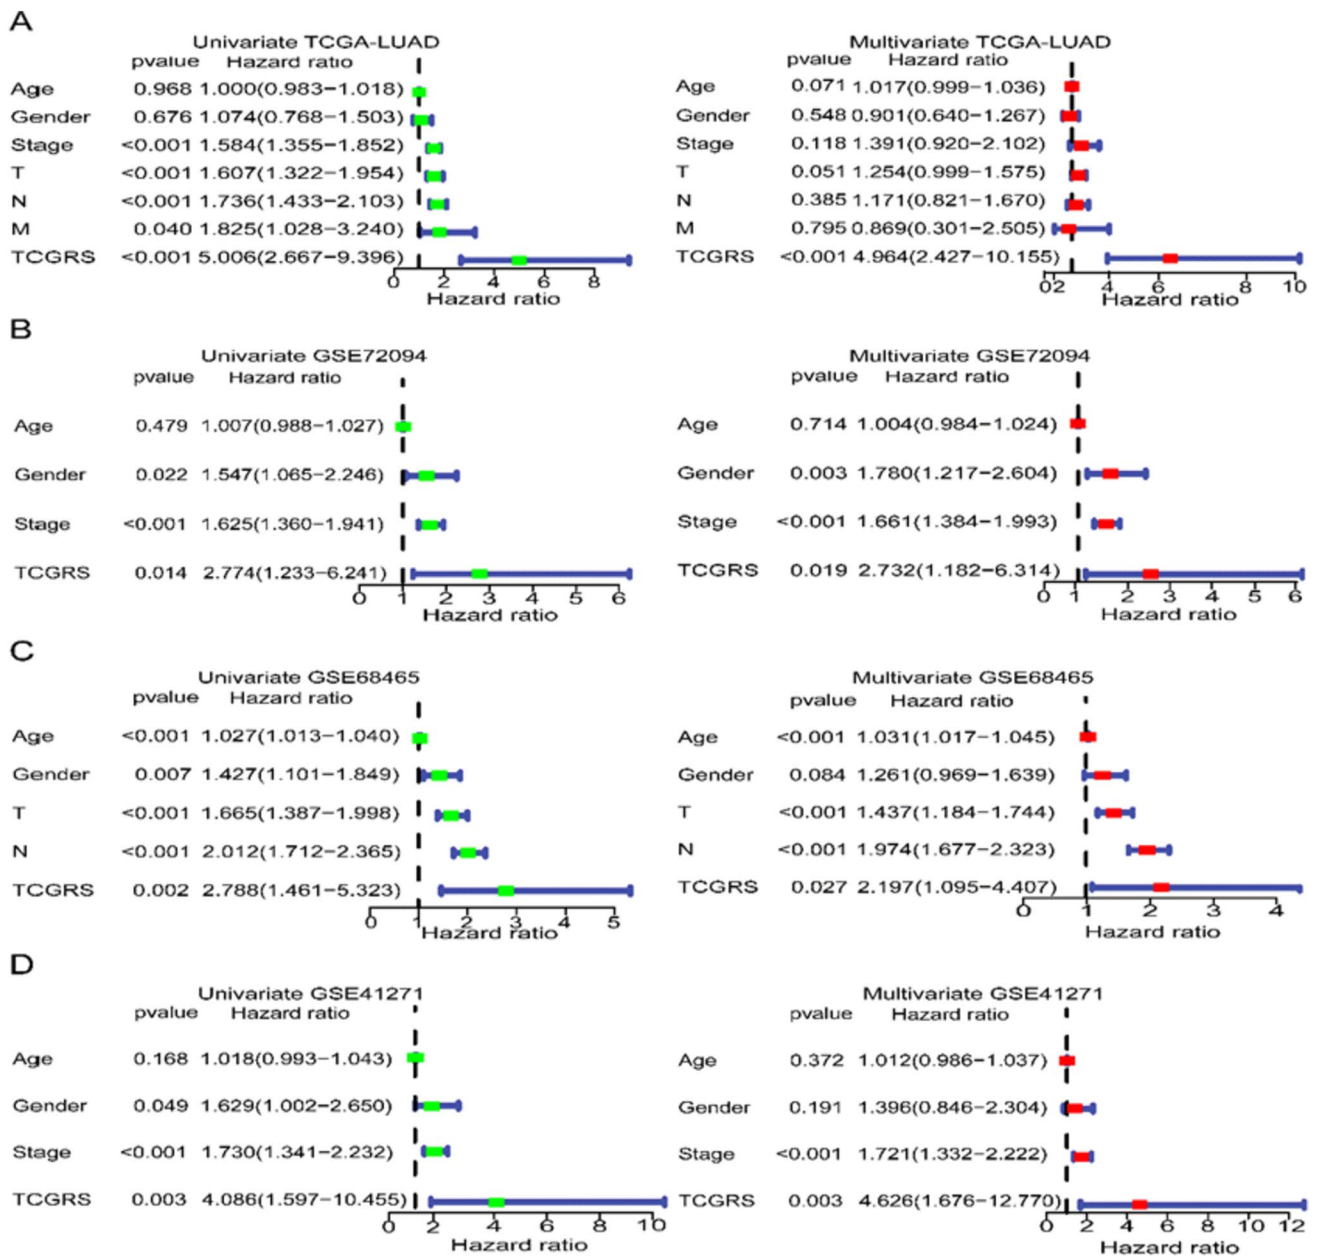 A
Univariate TCGA-LUAD
pvalue Hazard ratio
Age 0.968 1.000(0.983−1.018)
Gender 0.676 1.074(0.768−1.503)
Stage <0.001 1.584(1.355−1.852)
T <0.001 1.607(1.322−1.954)
N <0.001 1.736(1.433−2.103)
M 0.040 1.825(1.028−3.240)
TCGRS <0.001 5.006(2.667−9.396)
0 2 4 6 8
Hazard ratio
Multivariate TCGA-LUAD
pvalue Hazard ratio
Age 0.071 1.017(0.999−1.036)
Gender 0.548 0.901(0.640−1.267)
Stage 0.118 1.391(0.920−2.102)
T 0.051 1.254(0.999−1.575)
N 0.385 1.171(0.821−1.670)
M 0.795 0.869(0.301−2.505)
TCGRS <0.001 4.964(2.427−10.155)
0 2 4 6 8 10
Hazard ratio
B
Univariate GSE72094
pvalue Hazard ratio
Age 0.479 1.007(0.988−1.027)
Gender 0.022 1.547(1.065−2.246)
Stage <0.001 1.625(1.360−1.941)
TCGRS 0.014 2.774(1.233−6.241)
0 1 2 3 4 5 6
Hazard ratio
Multivariate GSE72094
pvalue Hazard ratio
Age 0.714 1.004(0.984−1.024)
Gender 0.003 1.780(1.217−2.604)
Stage <0.001 1.661(1.384−1.993)
TCGRS 0.019 2.732(1.182−6.314)
0 1 2 3 4 5 6
Hazard ratio
C
Univariate GSE68465
pvalue Hazard ratio
Age <0.001 1.027(1.013−1.040)
Gender 0.007 1.427(1.101−1.849)
T <0.001 1.665(1.387−1.998)
N <0.001 2.012(1.712−2.365)
TCGRS 0.002 2.788(1.461−5.323)
0 1 2 3 4 5
Hazard ratio
Multivariate GSE68465
pvalue Hazard ratio
Age <0.001 1.031(1.017−1.045)
Gender 0.084 1.261(0.969−1.639)
T <0.001 1.437(1.184−1.744)
N <0.001 1.974(1.677−2.323)
TCGRS 0.027 2.197(1.095−4.407)
0 1 2 3 4
Hazard ratio
D
Univariate GSE41271
pvalue Hazard ratio
Age 0.168 1.018(0.993−1.043)
Gender 0.049 1.629(1.002−2.650)
Stage <0.001 1.730(1.341−2.232)
TCGRS 0.003 4.086(1.597−10.455)
0 2 4 6 8 10
Hazard ratio
Multivariate GSE41271
pvalue Hazard ratio
Age 0.372 1.012(0.986−1.037)
Gender 0.191 1.396(0.846−2.304)
Stage <0.001 1.721(1.332−2.222)
TCGRS 0.003 4.626(1.676−12.770)
0 2 4 6 8 10 12
Hazard ratio